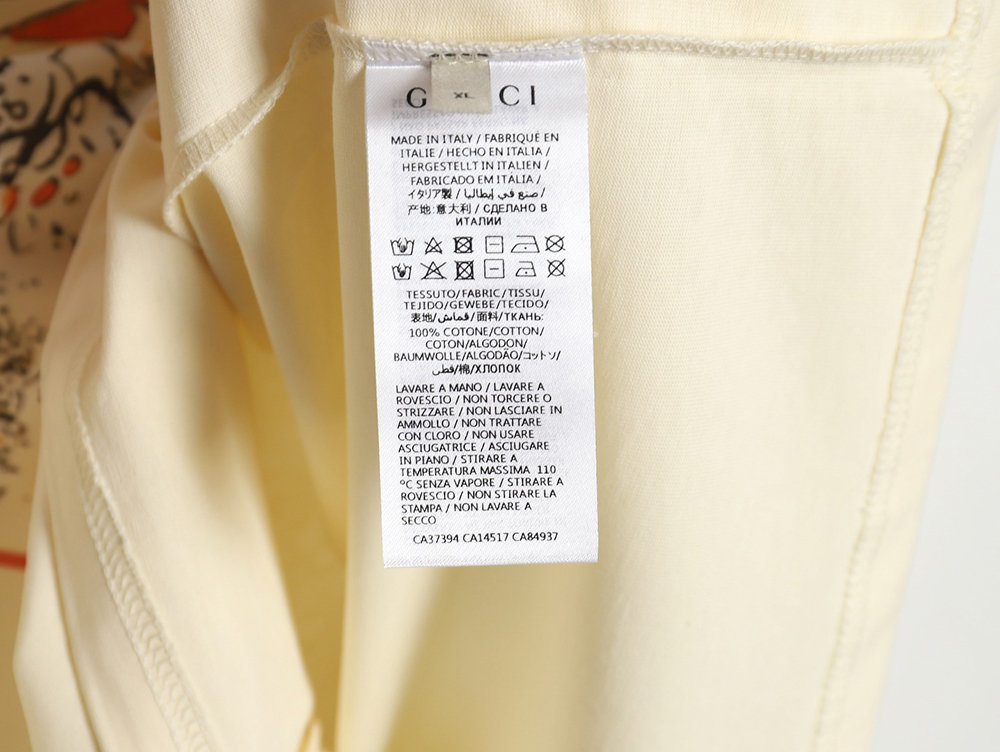 G CI
XL
MADE IN ITALY / FABRIQUÉ EN
ITALIE / HECHO EN ITALIA /
HERGESTELLT IN ITALIEN /
FABRICADO EM ITÁLIA /
イタリア製 / صنع في إيطاليا /
产地:意大利 / СДЕЛАНО В
ИТАЛИИ
TESSUTO/FABRIC/TISSU/
TEJIDO/GEWEBE/TECIDO/
表地/قماش/面料/ТКАНЬ:
100% COTONE/COTTON/
COTON/ALGODON/
BAUMWOLLE/ALGODÃO/コットン/
قطن/棉/ХЛОПОК
LAVARE A MANO / LAVARE A
ROVESCIO / NON TORCERE O
STRIZZARE / NON LASCIARE IN
AMMOLLO / NON TRATTARE
CON CLORO / NON USARE
ASCIUGATRICE / ASCIUGARE
IN PIANO / STIRARE A
TEMPERATURA MASSIMA 110
°C SENZA VAPORE / STIRARE A
ROVESCIO / NON STIRARE LA
STAMPA / NON LAVARE A
SECCO
CA37394 CA14517 CA84937